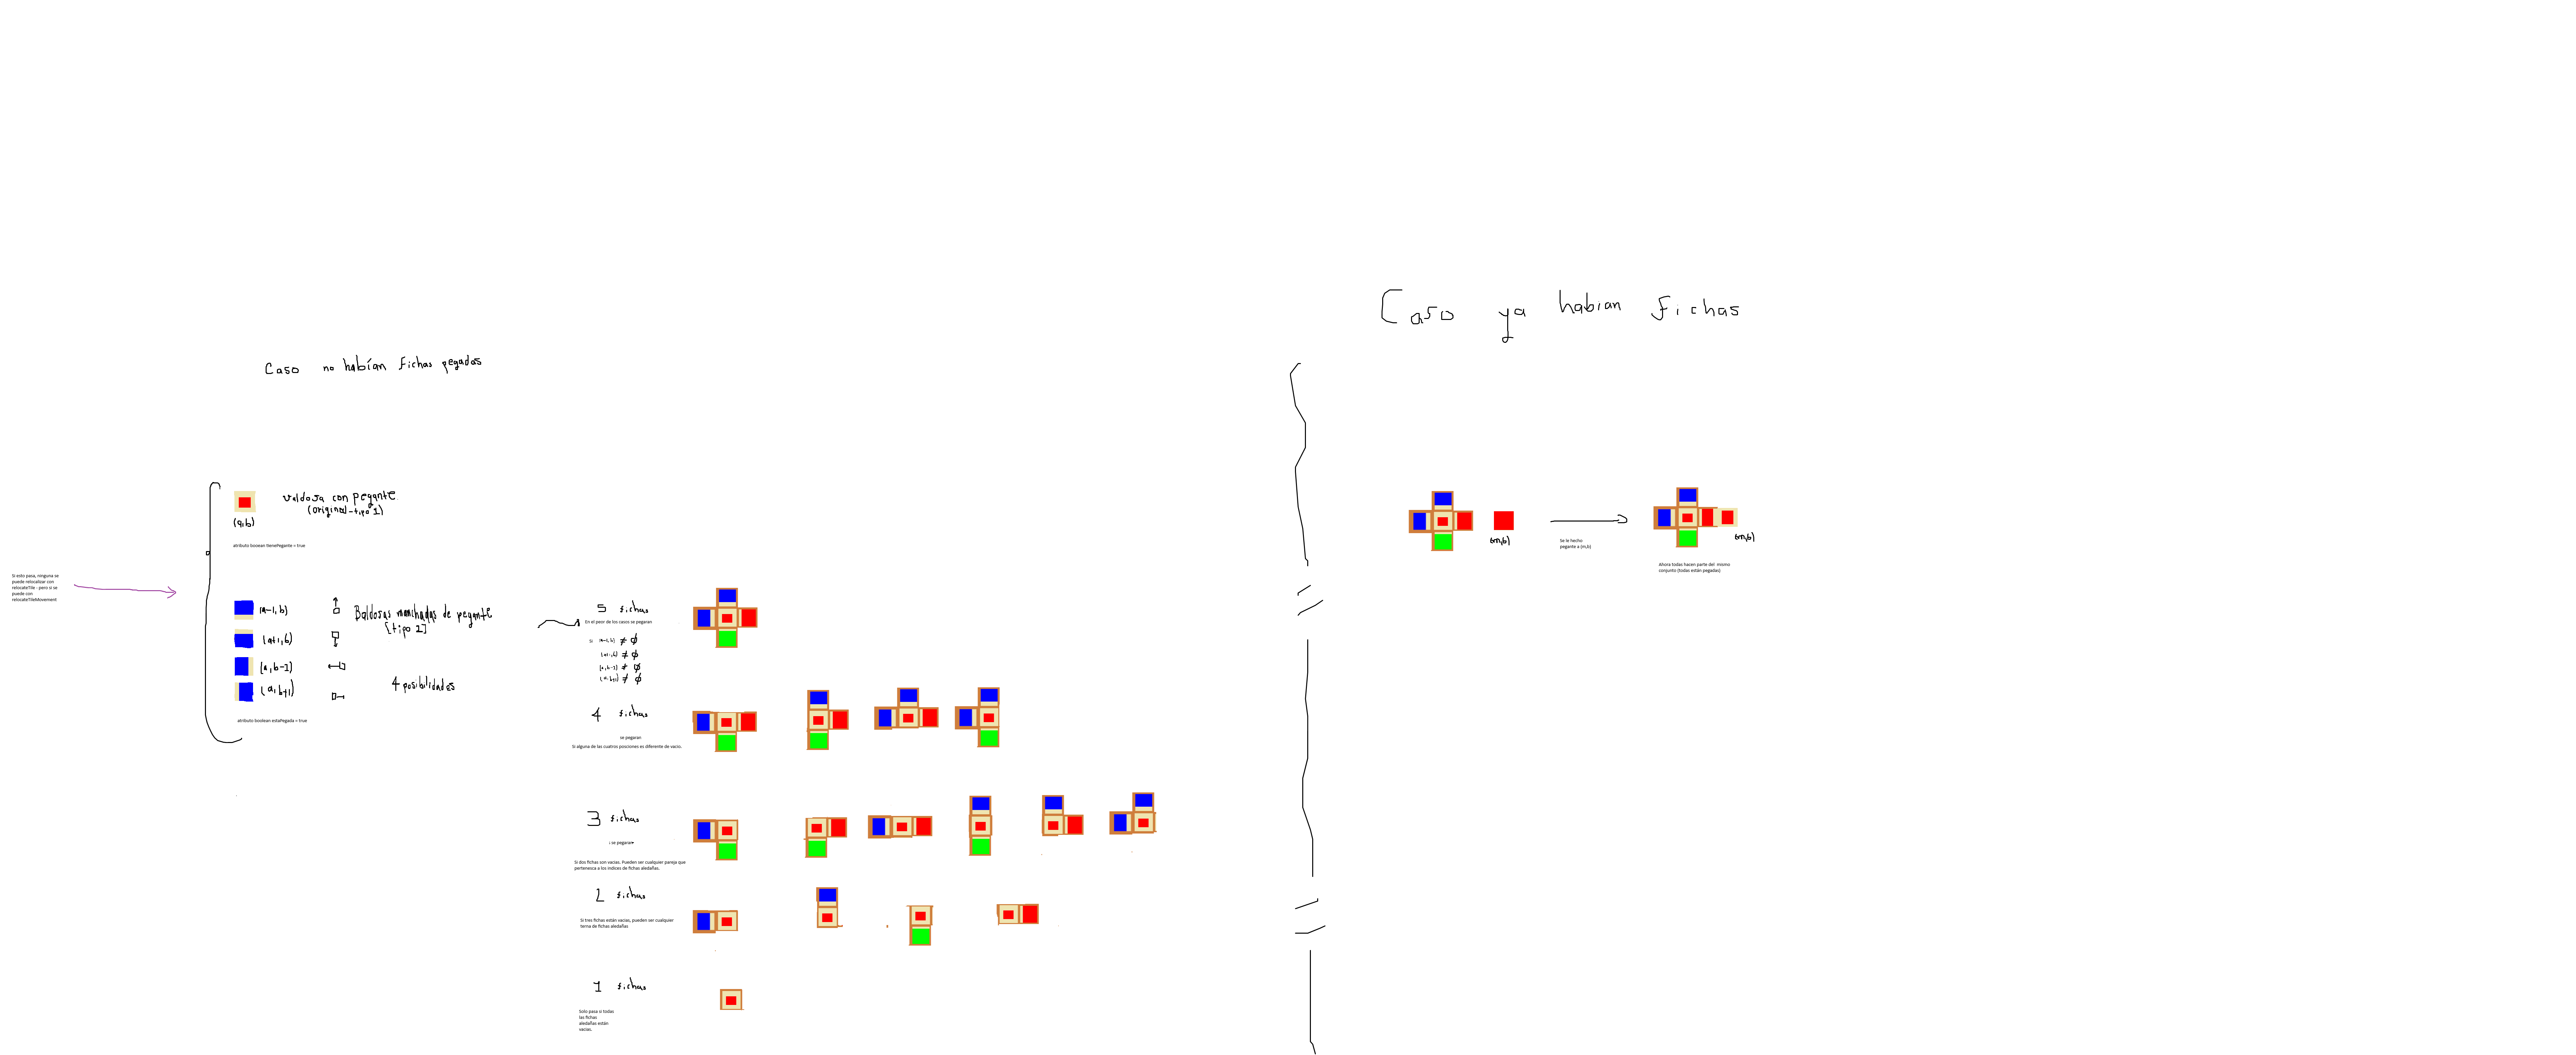 Caso no habían fichas pegadas
Si esto pasa, ninguna se
puede relocalizar con
relocateTile - pero si se
puede con
relocateTileMovement
valdosa con pegante
(original-tipo 1)
(a,b)
atributo booean tienePegante = true
(a-1, b)
(a+1, b)
(a, b-1)
(a, b+1)
Baldosas manchadas de pegante
[tipo 2]
4 posibilidades
atributo boolean estaPegada = true
5 fichas
En el peor de los casos se pegaran
Si (a-1, b) ≠ ∅
(a+1, b) ≠ ∅
(a, b-1) ≠ ∅
(a, b+1) ≠ ∅
4 fichas
se pegaran
Si alguna de las cuatros posciones es diferente de vacio.
3 fichas
se pegaran
Si dos fichas son vacias. Pueden ser cualquier pareja que
pertenesca a los indices de fichas aledañas.
2 fichas
Si tres fichas están vacias, pueden ser cualquier
terna de fichas aledañas
1 fichas
Solo pasa si todas
las fichas
aledañas están
vacias.
Caso ya habían fichas
(m,b)
Se le hecho
pegante a (m,b)
(m,b)
Ahora todas hacen parte del mismo
conjunto (todas están pegadas)